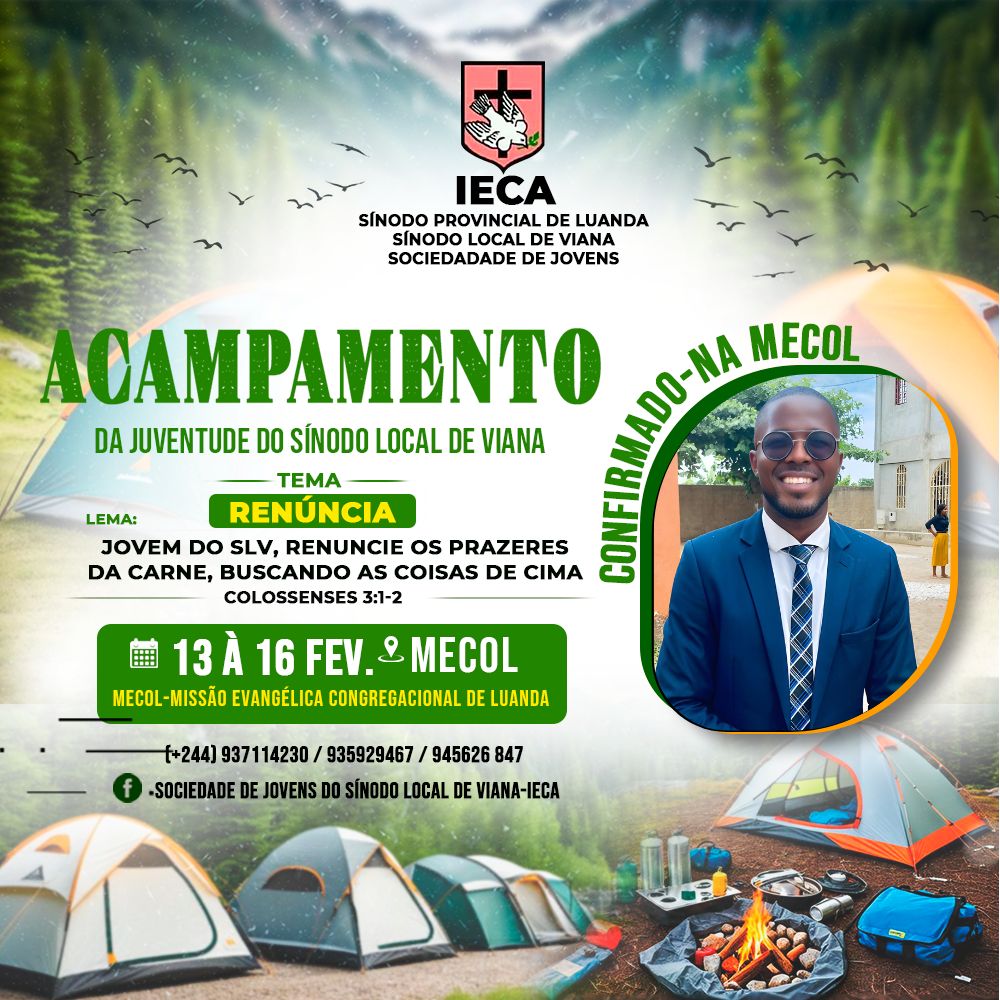 IECA
SÍNODO PROVINCIAL DE LUANDA
SÍNODO LOCAL DE VIANA
SOCIEDADADE DE JOVENS
ACAMPAMENTO
DA JUVENTUDE DO SÍNODO LOCAL DE VIANA
TEMA
RENÚNCIA
LEMA:
JOVEM DO SLV, RENUNCIE OS PRAZERES
DA CARNE, BUSCANDO AS COISAS DE CIMA
COLOSSENSES 3:1-2
13 À 16 FEV. MECOL
MECOL-MISSÃO EVANGÉLICA CONGREGACIONAL DE LUANDA
(+244) 937114230 / 935929467 / 945626 847
f -SOCIEDADE DE JOVENS DO SÍNODO LOCAL DE VIANA-IECA
CONFIRMADO-NA MECOL